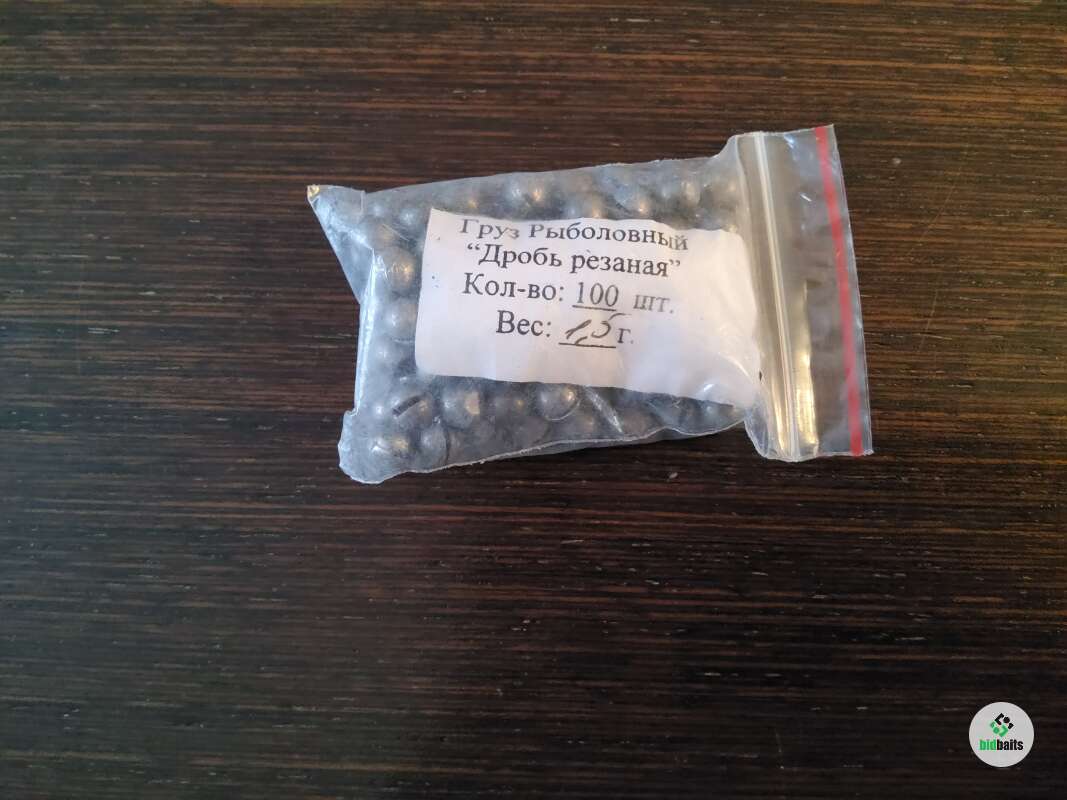 Груз Рыболовный
“Дробь резаная”
Кол-во: 100 шт.
Вес: 1,5 г.
bidbaits